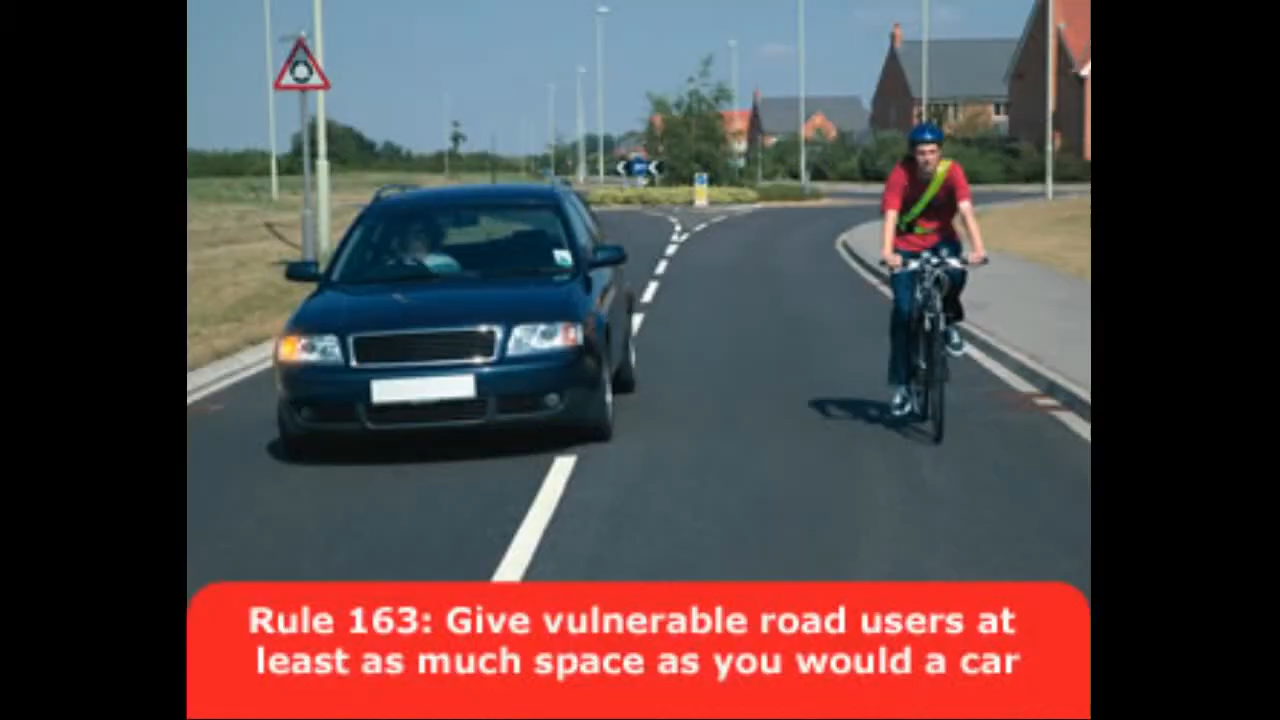 Rule 163: Give vulnerable road users at
least as much space as you would a car